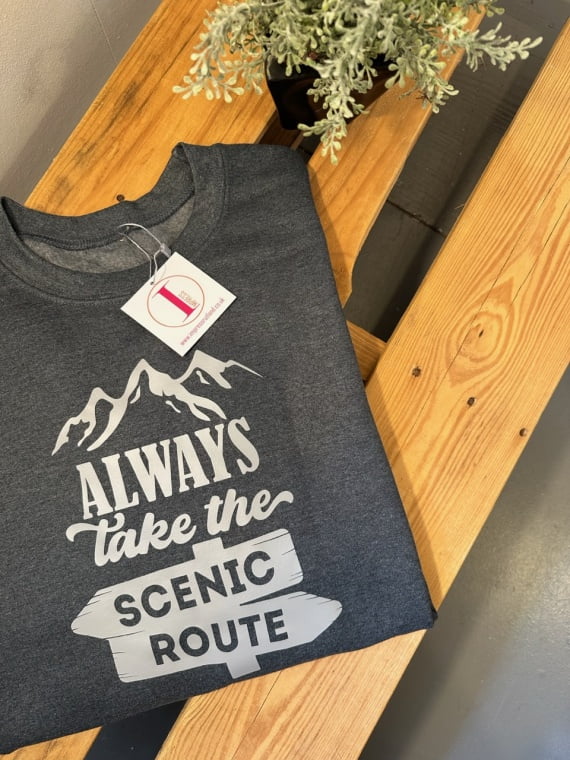 I
ALWAYS
take the
SCENIC
ROUTE